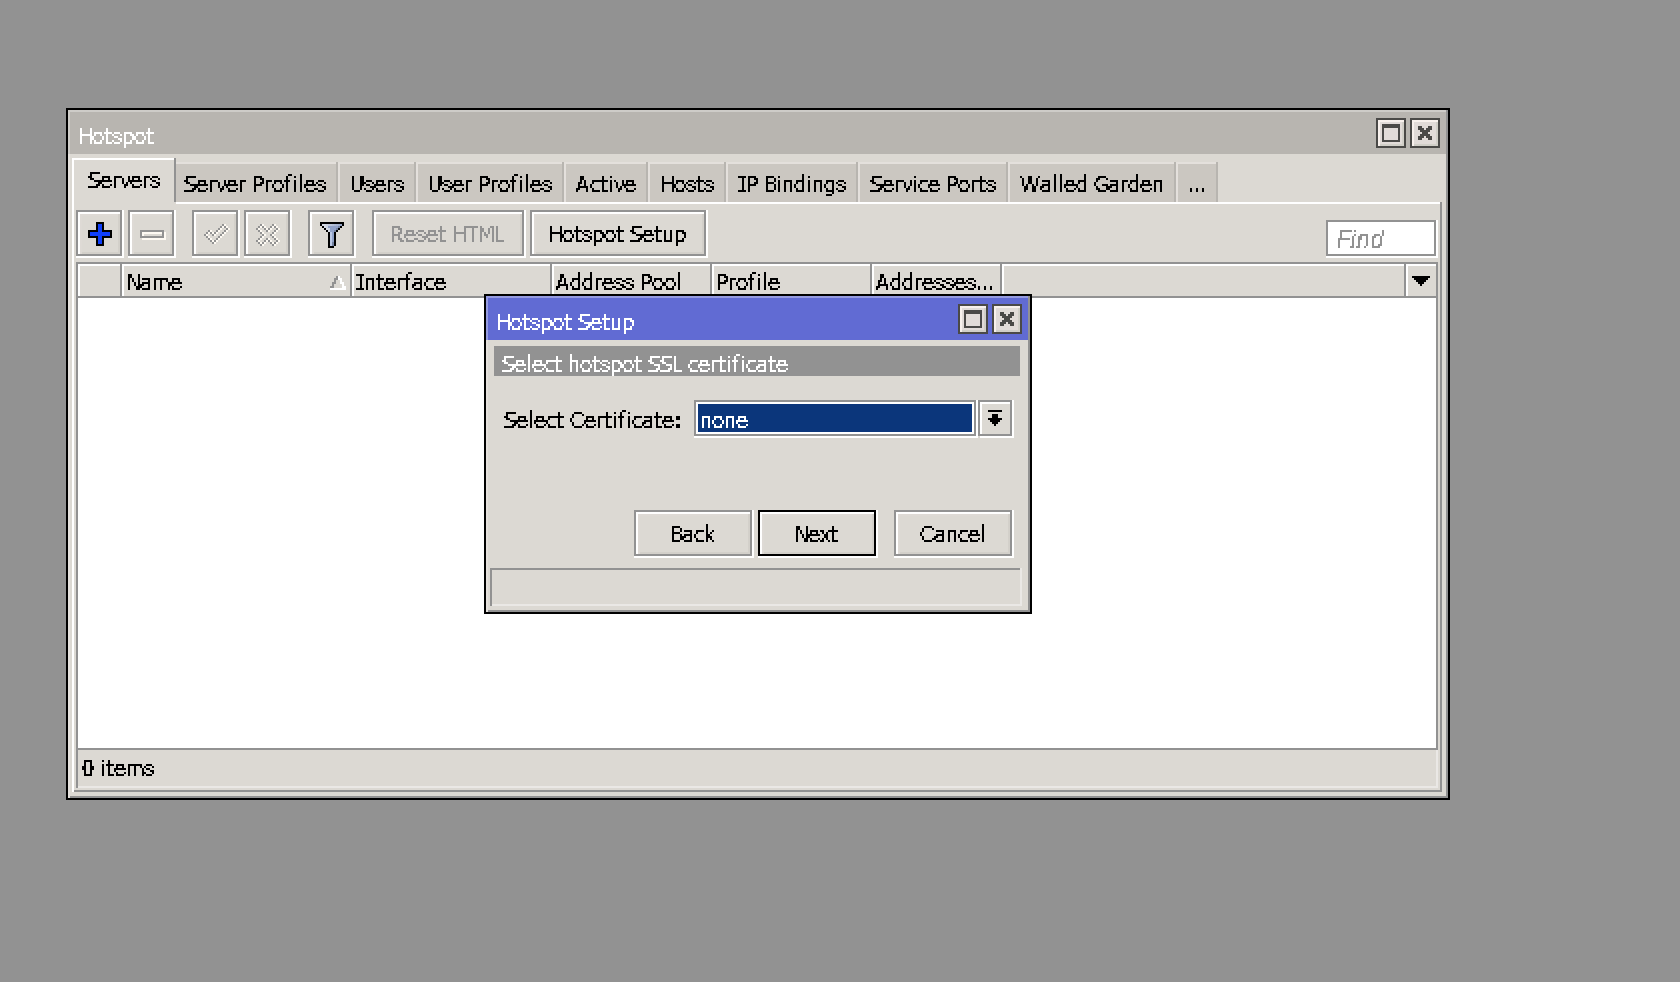 Hotspot
Servers Server Profiles Users User Profiles Active Hosts IP Bindings Service Ports Walled Garden ...
Reset HTML Hotspot Setup Find
Name Interface Address Pool Profile Addresses...
Hotspot Setup
Select hotspot SSL certificate
Select Certificate: none
Back Next Cancel
0 items